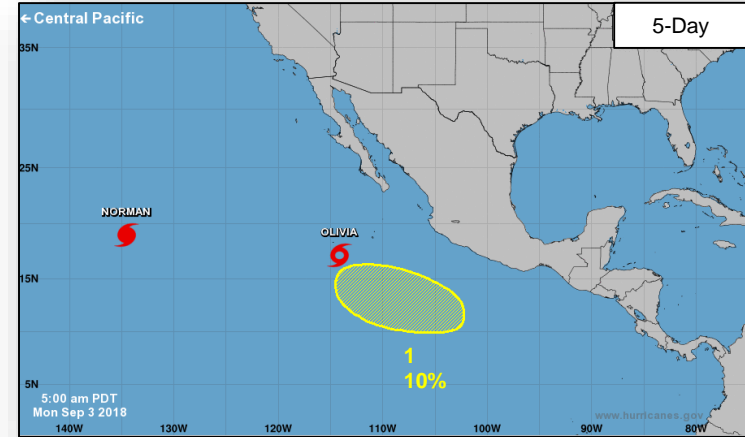 ← Central Pacific
5-Day
35N
25N
NORMAN
OLIVIA
15N
1
10%
5N
5:00 am PDT
Mon Sep 3 2018
www.hurricanes.gov
140W 130W 120W 110W 100W 90W 80W